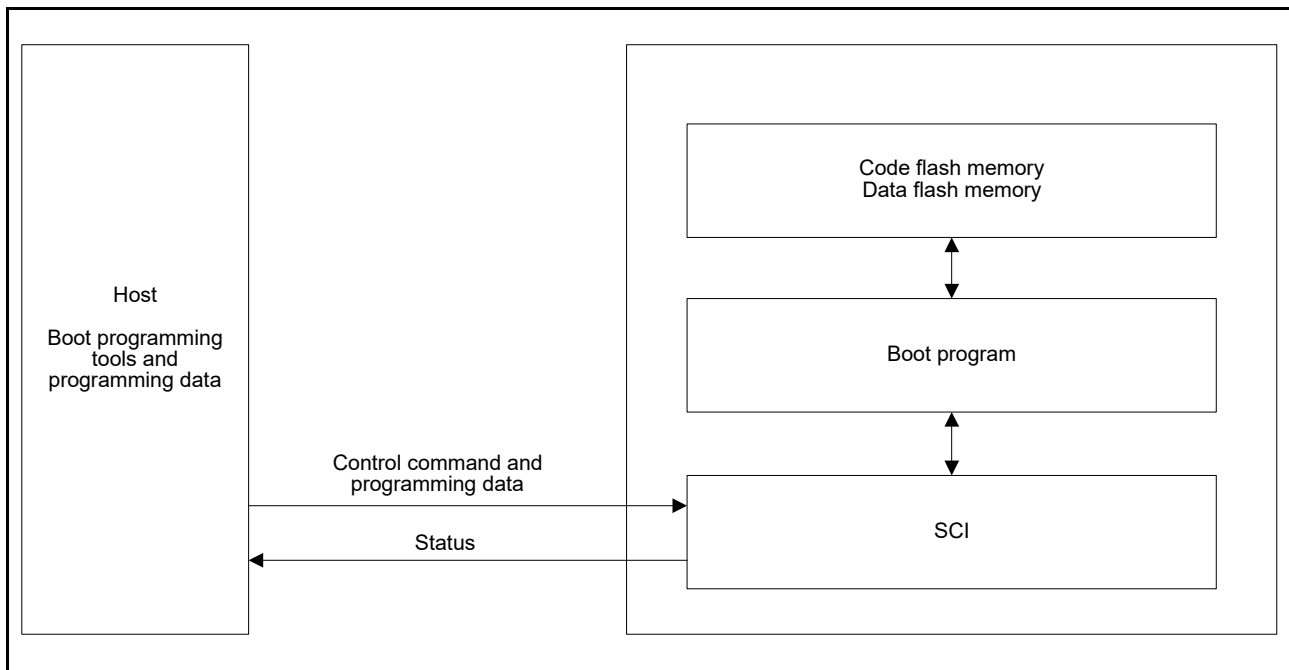 Host
Boot programming
tools and
programming data
Control command and
programming data
Status
Code flash memory
Data flash memory
Boot program
SCI